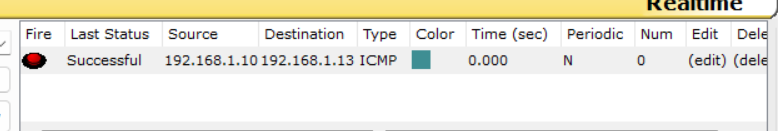 Realtime
Fire Last Status Source Destination Type Color Time (sec) Periodic Num Edit Dele
Successful 192.168.1.10 192.168.1.13 ICMP 0.000 N 0 (edit) (dele